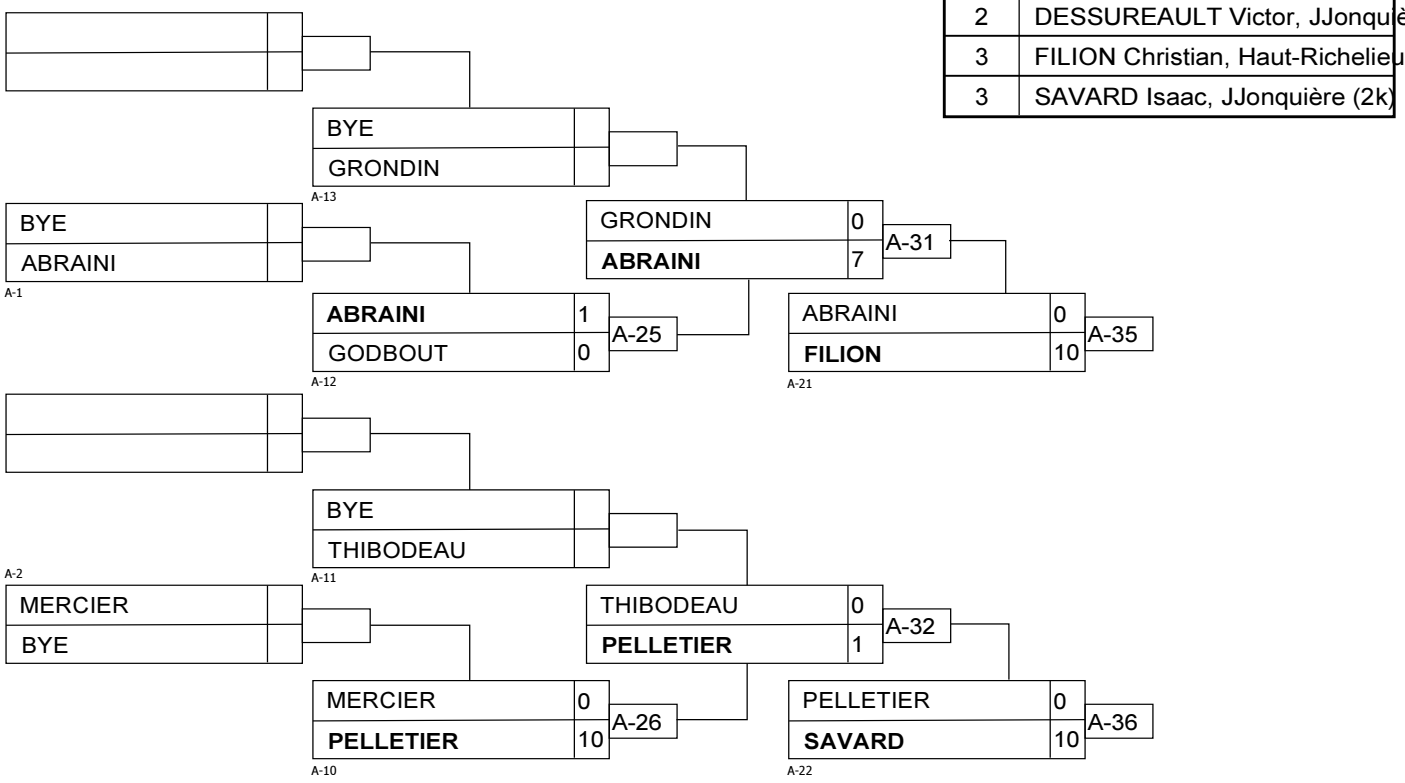 2 DESSUREAULT Victor, JJonquiè
3 FILION Christian, Haut-Richelieu
3 SAVARD Isaac, JJonquière (2k)
BYE
GRONDIN
A-13
BYE
ABRAINI
A-1
GRONDIN 0
ABRAINI 7
A-31
ABRAINI 1
GODBOUT 0
A-25
A-12
ABRAINI 0
FILION 10
A-35
A-21
BYE
THIBODEAU
A-11
A-2
MERCIER
BYE
THIBODEAU 0
PELLETIER 1
A-32
MERCIER 0
PELLETIER 10
A-26
A-10
PELLETIER 0
SAVARD 10
A-36
A-22